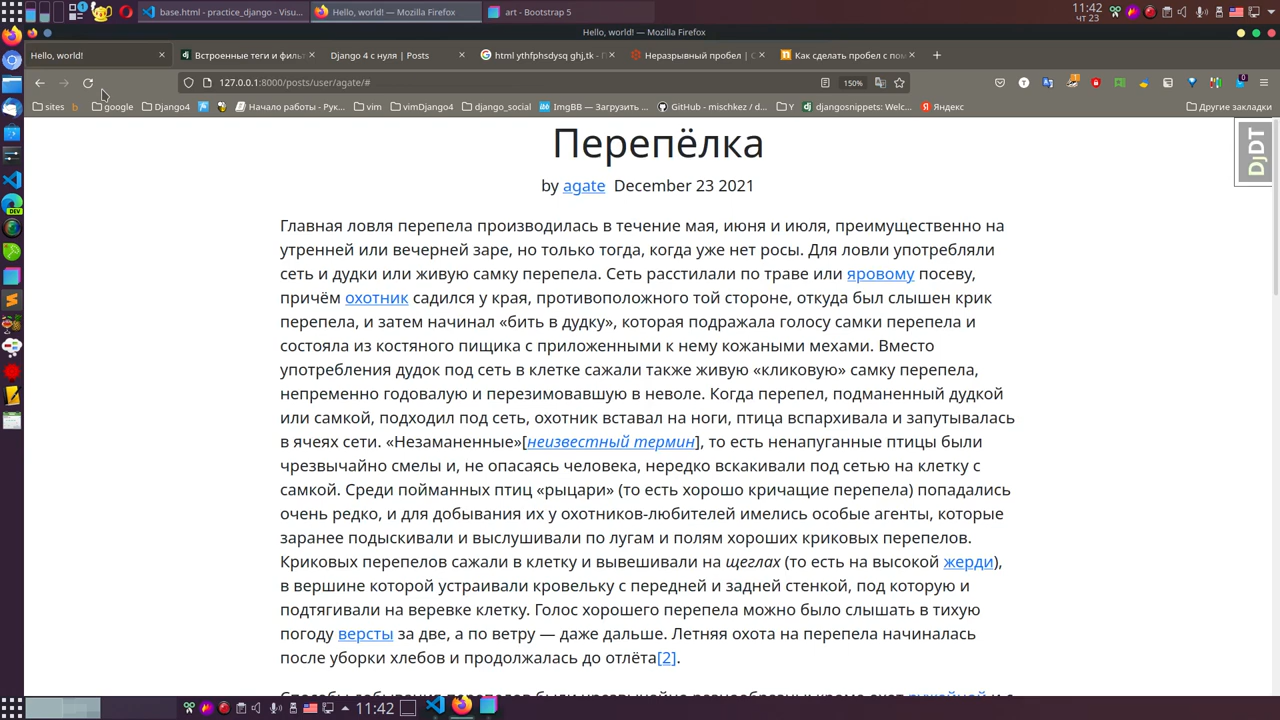 base.html - practice_django - Visu...
Hello, world! — Mozilla Firefox
art - Bootstrap 5
11:42
чт 23
Hello, world! — Mozilla Firefox
Hello, world!
Встроенные теги и филь
Django 4 с нуля | Posts
html ythfphsdysq ghj,tk - П
Неразрывный пробел | С
Как сделать пробел с пом
127.0.0.1:8000/posts/user/agate/#
150%
sites
google
Django4
Начало работы - Рук...
vim
vimDjango4
django_social
ImgBB — Загрузить ...
GitHub - mischkez / d...
Y
djangosnippets: Welc...
Яндекс
Другие закладки
DjDT
Перепёлка
by agate December 23 2021
Главная ловля перепела производилась в течение мая, июня и июля, преимущественно на
утренней или вечерней заре, но только тогда, когда уже нет росы. Для ловли употребляли
сеть и дудки или живую самку перепела. Сеть расстилали по траве или яровому посеву,
причём охотник садился у края, противоположного той стороне, откуда был слышен крик
перепела, и затем начинал «бить в дудку», которая подражала голосу самки перепела и
состояла из костяного пищика с приложенными к нему кожаными мехами. Вместо
употребления дудок под сеть в клетке сажали также живую «кликовую» самку перепела,
непременно годовалую и перезимовавшую в неволе. Когда перепел, подманенный дудкой
или самкой, подходил под сеть, охотник вставал на ноги, птица вспархивала и запутывалась
в ячеях сети. «Незаманенные»[неизвестный термин], то есть ненапуганные птицы были
чрезвычайно смелы и, не опасаясь человека, нередко вскакивали под сетью на клетку с
самкой. Среди пойманных птиц «рыцари» (то есть хорошо кричащие перепела) попадались
очень редко, и для добывания их у охотников-любителей имелись особые агенты, которые
заранее подыскивали и выслушивали по лугам и полям хороших криковых перепелов.
Криковых перепелов сажали в клетку и вывешивали на щеглах (то есть на высокой жерди),
в вершине которой устраивали кровельку с передней и задней стенкой, под которую и
подтягивали на веревке клетку. Голос хорошего перепела можно было слышать в тихую
погоду версты за две, а по ветру — даже дальше. Летняя охота на перепела начиналась
после уборки хлебов и продолжалась до отлёта[2].
11:42